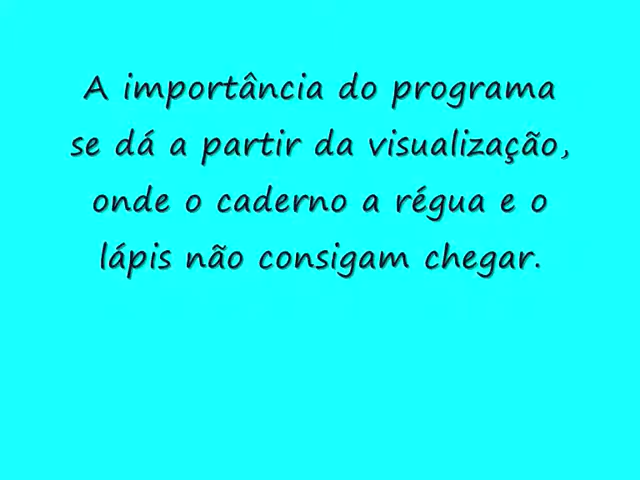 A importância do programa
se dá a partir da visualização,
onde o caderno a régua e o
lápis não consigam chegar.